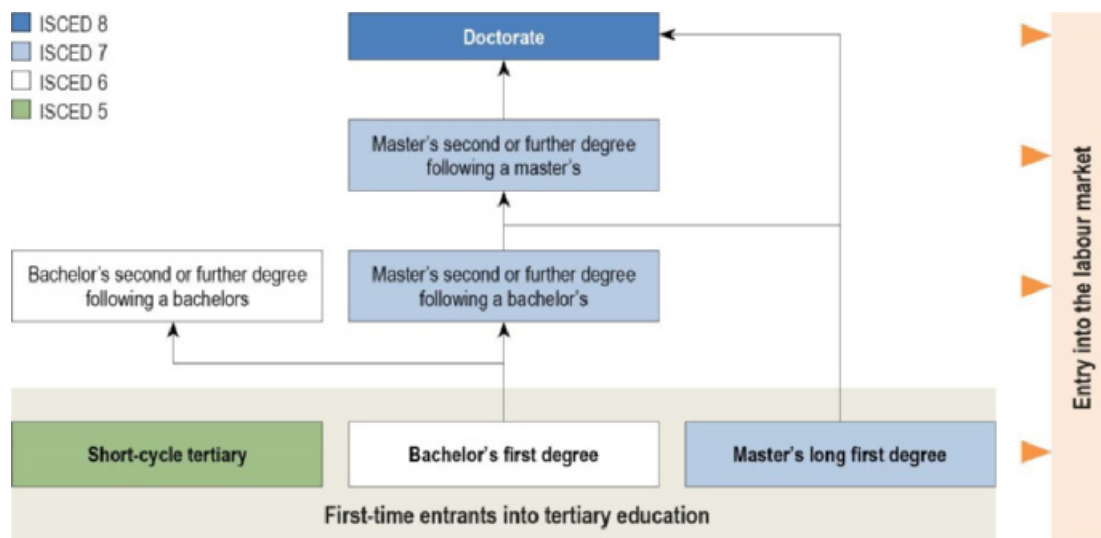 ISCED 8
ISCED 7
ISCED 6
ISCED 5
Doctorate
Master's second or further degree
following a master's
Bachelor's second or further degree
following a bachelors
Master's second or further degree
following a bachelor's
Short-cycle tertiary
Bachelor's first degree
Master's long first degree
First-time entrants into tertiary education
Entry into the labour market